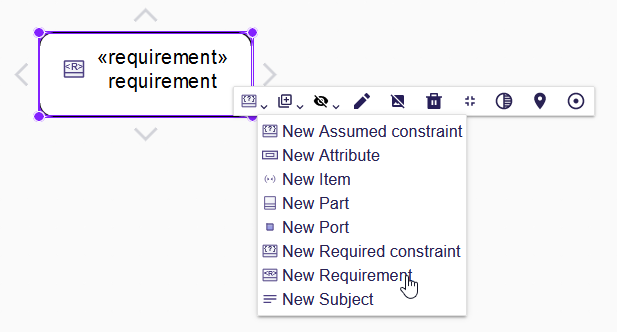 «requirement»
requirement
New Assumed constraint
New Attribute
New Item
New Part
New Port
New Required constraint
New Requirement
New Subject